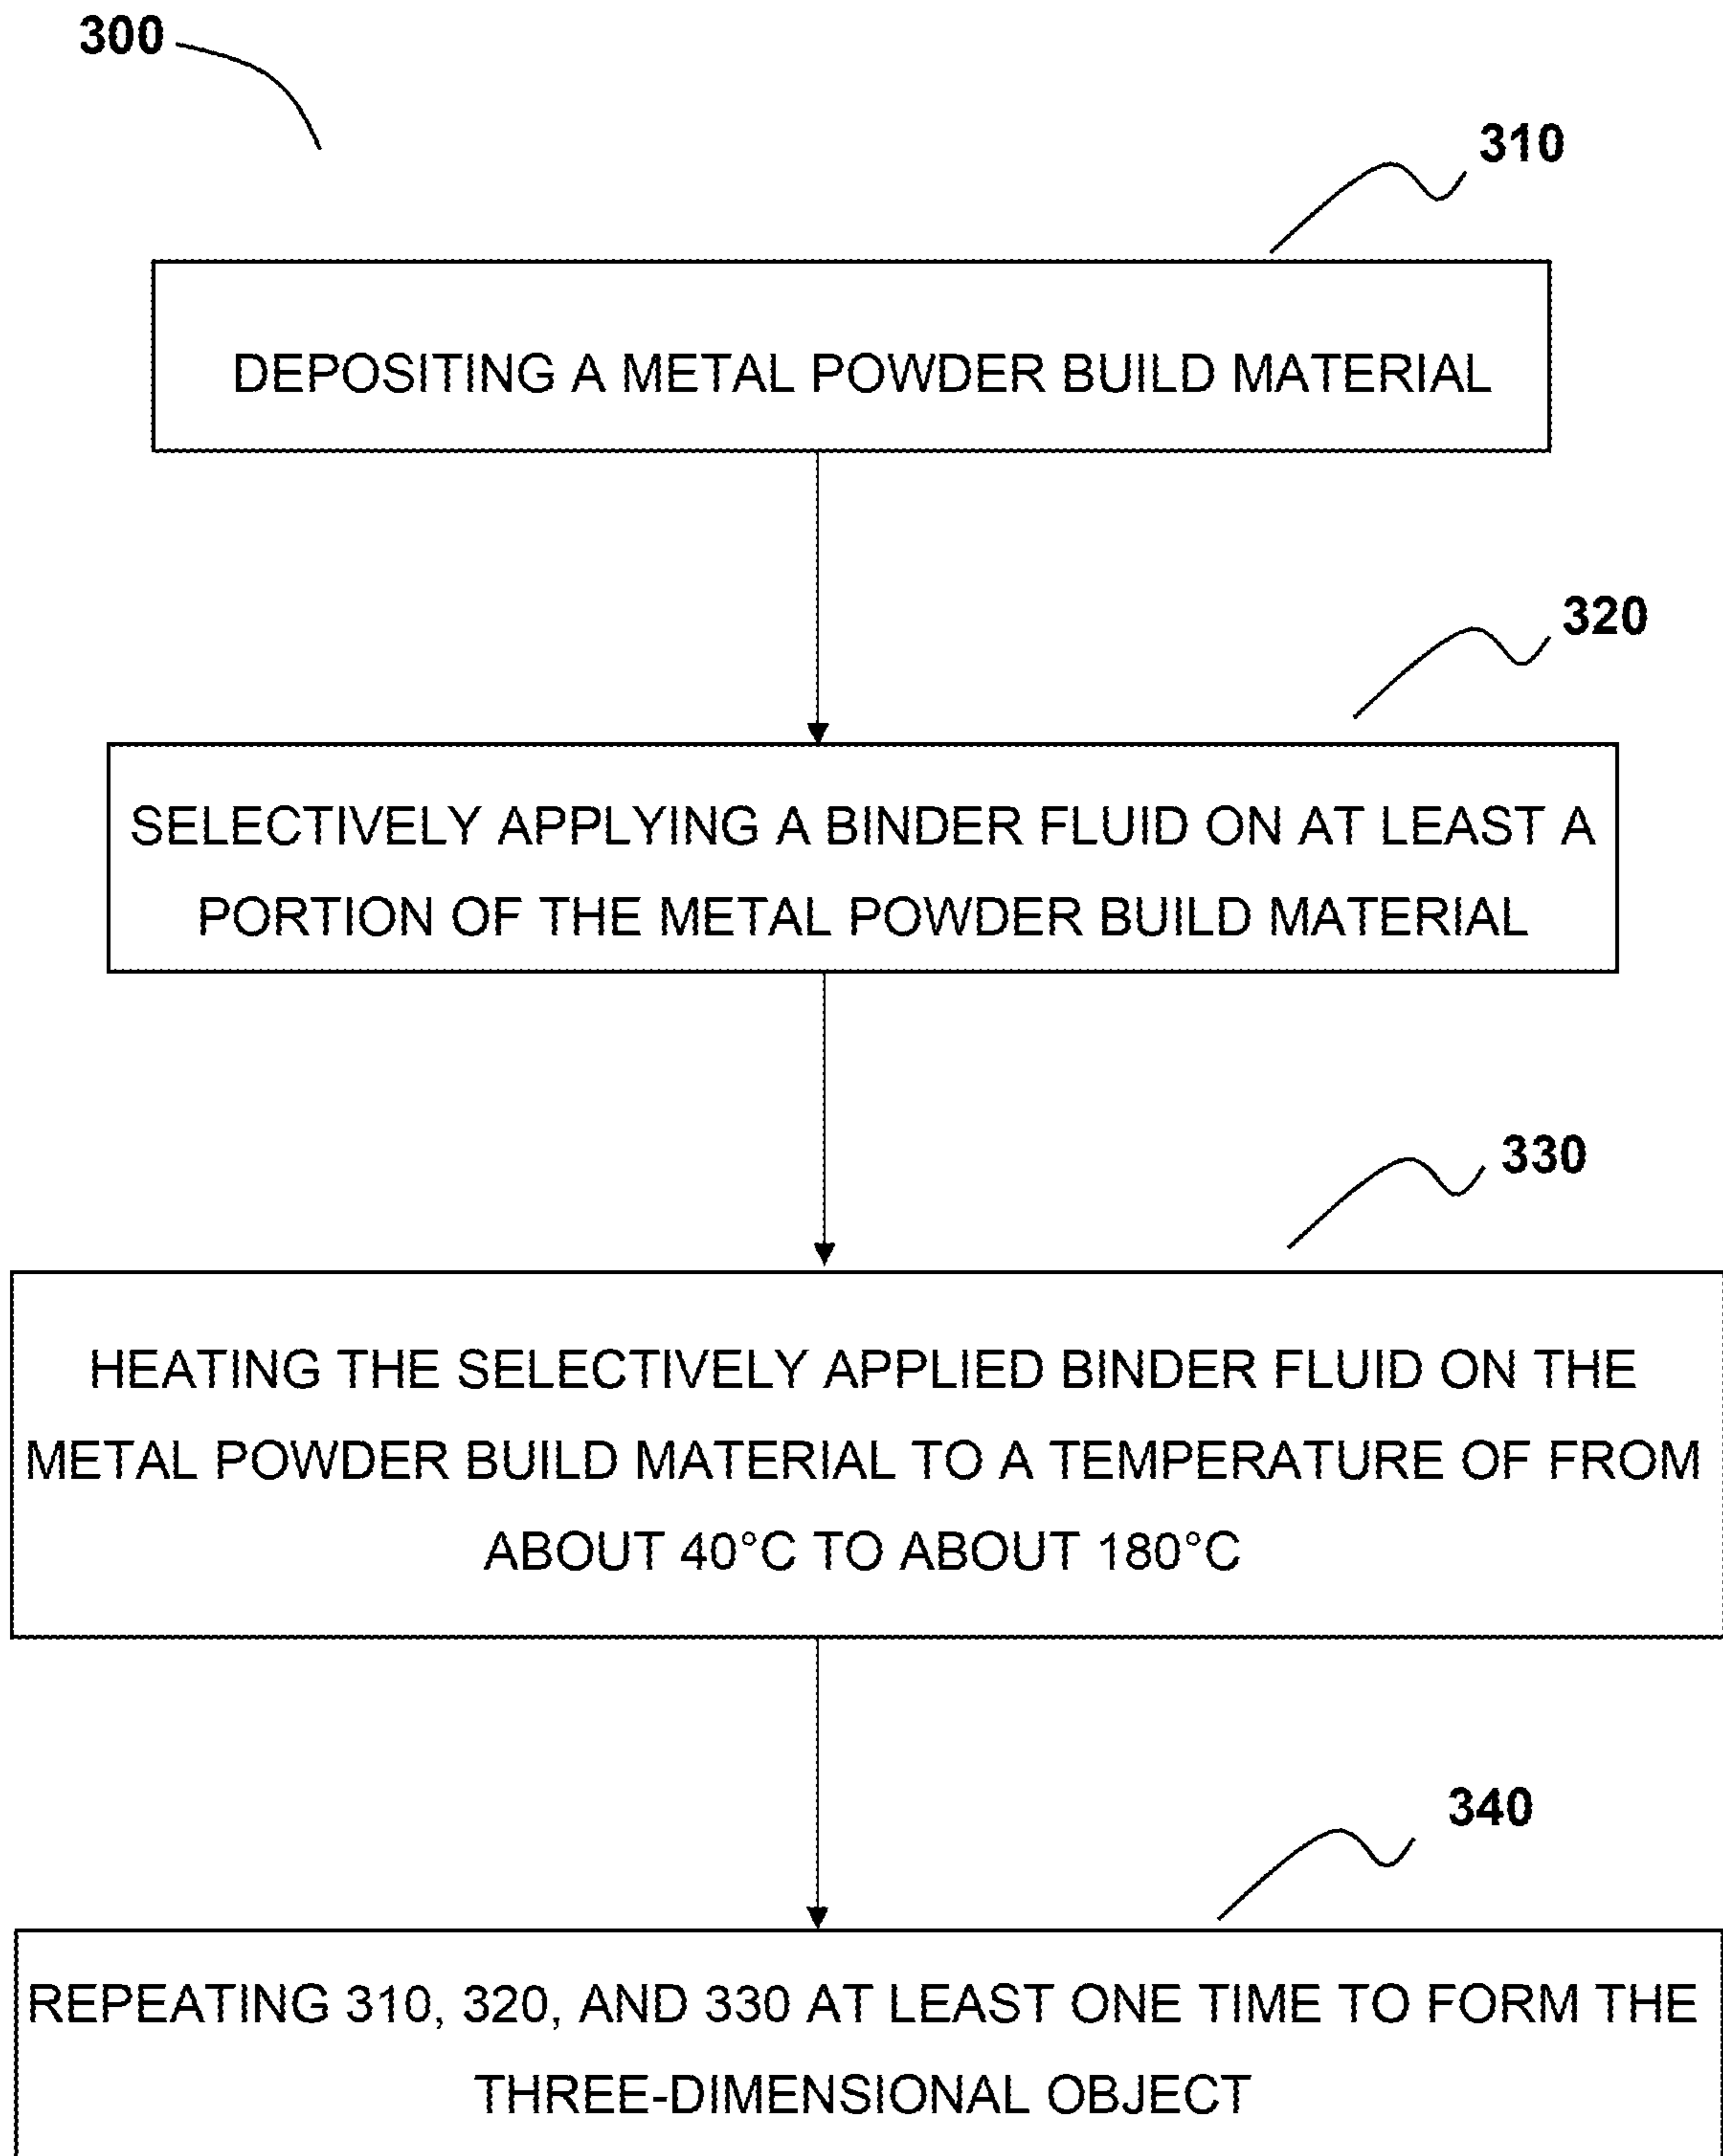 300
310
DEPOSITING A METAL POWDER BUILD MATERIAL
320
SELECTIVELY APPLYING A BINDER FLUID ON AT LEAST A
PORTION OF THE METAL POWDER BUILD MATERIAL
330
HEATING THE SELECTIVELY APPLIED BINDER FLUID ON THE
METAL POWDER BUILD MATERIAL TO A TEMPERATURE OF FROM
ABOUT 40°C TO ABOUT 180°C
340
REPEATING 310, 320, AND 330 AT LEAST ONE TIME TO FORM THE
THREE-DIMENSIONAL OBJECT